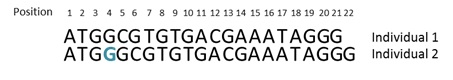 Position 1 2 3 4 5 6 7 8 9 10 11 12 13 14 15 16 17 18 19 20 21 22
ATGGCGTGTGACGAAATAGGG Individual 1
ATGGGCGTGTGACGAAATAGGG Individual 2